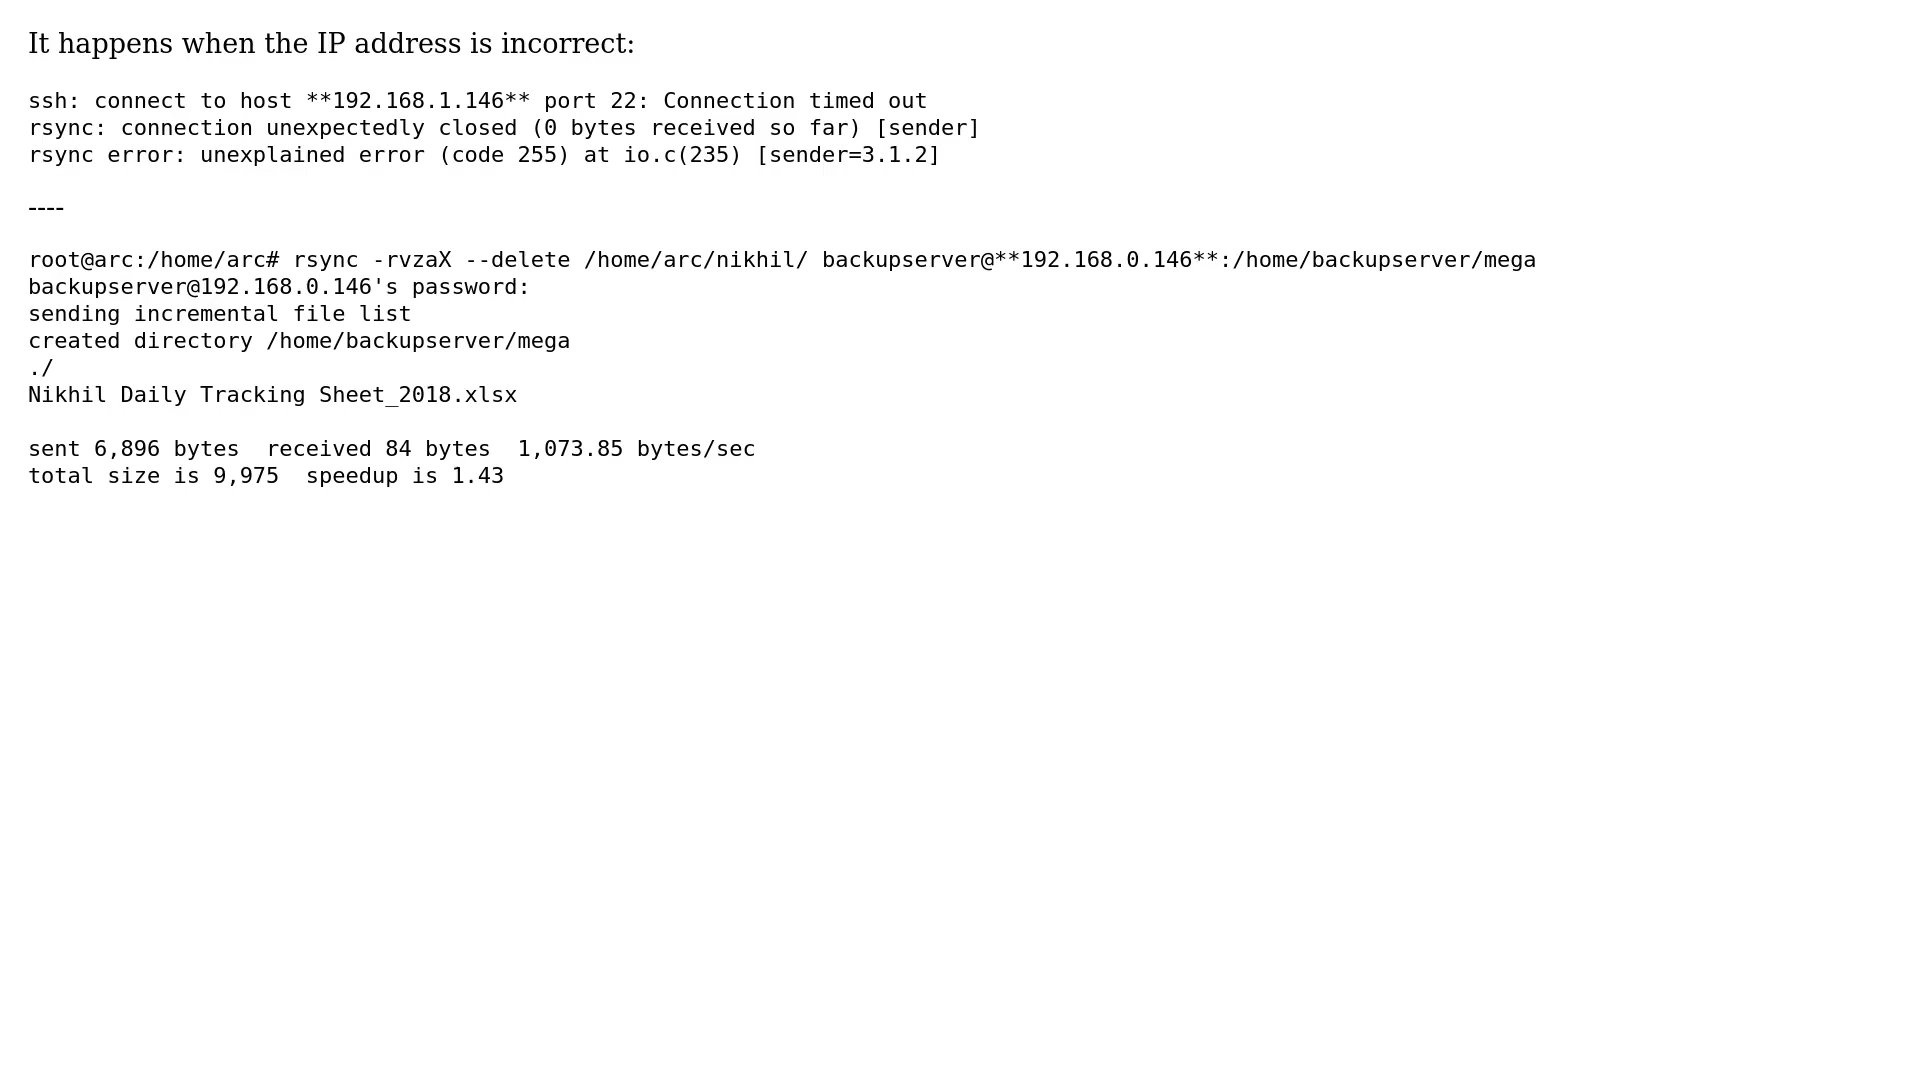 It happens when the IP address is incorrect:
ssh: connect to host **192.168.1.146** port 22: Connection timed out
rsync: connection unexpectedly closed (0 bytes received so far) [sender]
rsync error: unexplained error (code 255) at io.c(235) [sender=3.1.2]
----
root@arc:/home/arc# rsync -rvzaX --delete /home/arc/nikhil/ backupserver@**192.168.0.146**:/home/backupserver/mega
backupserver@192.168.0.146's password:
sending incremental file list
created directory /home/backupserver/mega
./
Nikhil Daily Tracking Sheet_2018.xlsx
sent 6,896 bytes  received 84 bytes  1,073.85 bytes/sec
total size is 9,975  speedup is 1.43